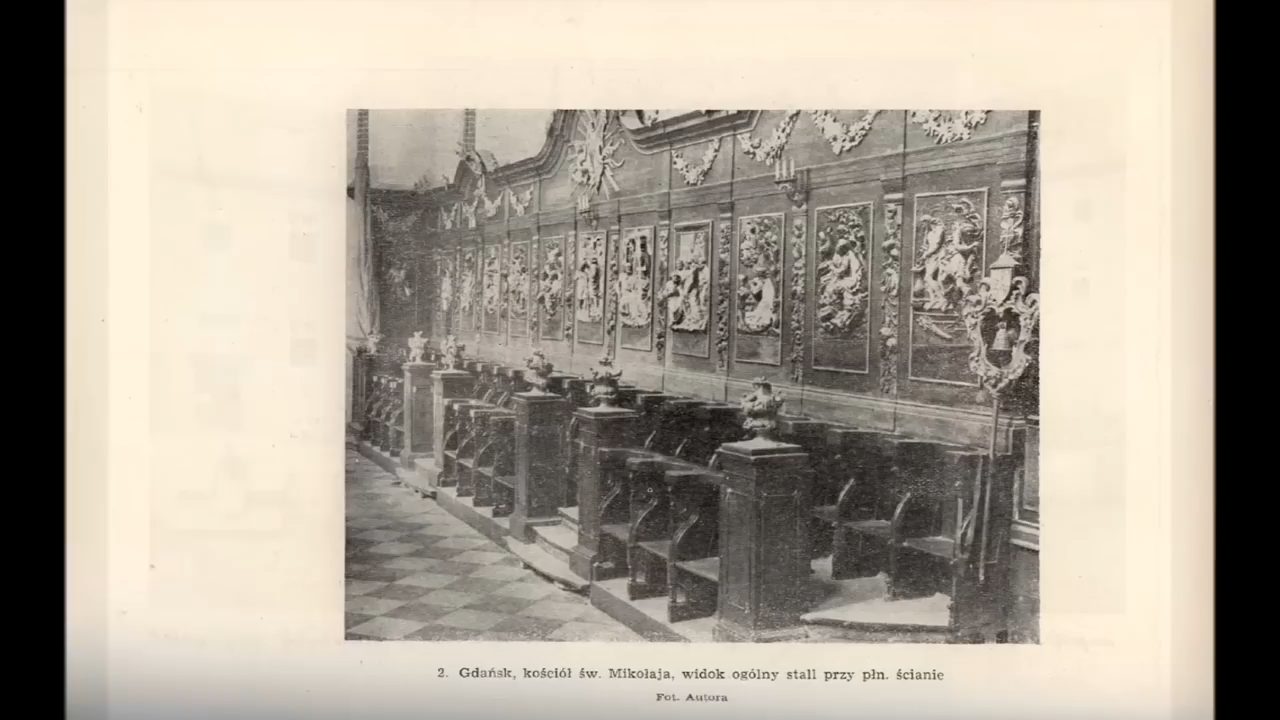 2. Gdańsk, kościół św. Mikołaja, widok ogólny stall przy płn. ścianie
Fot. Autora